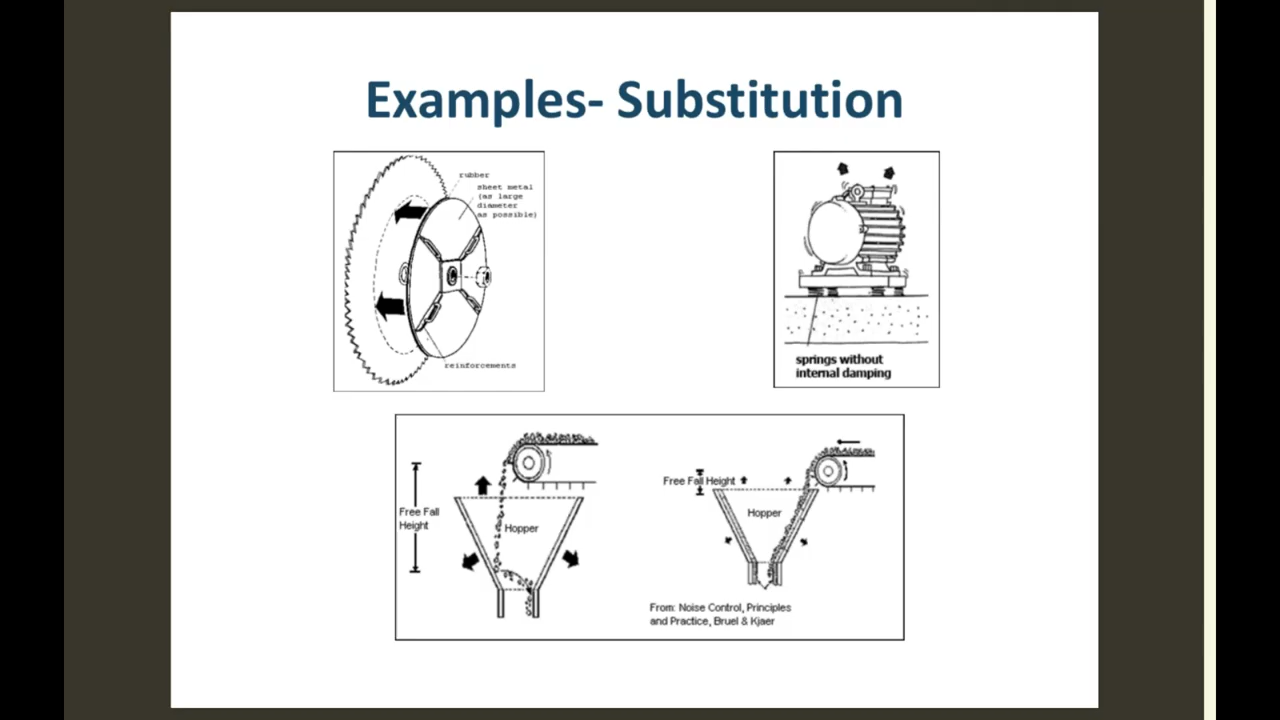 Examples- Substitution
rubber
sheet metal
(as large
diameter
as possible)
reinforcements
springs without
internal damping
Free Fall
Height
Hopper
Free Fall Height
Hopper
From: Noise Control, Principles
and Practice, Bruel & Kjaer